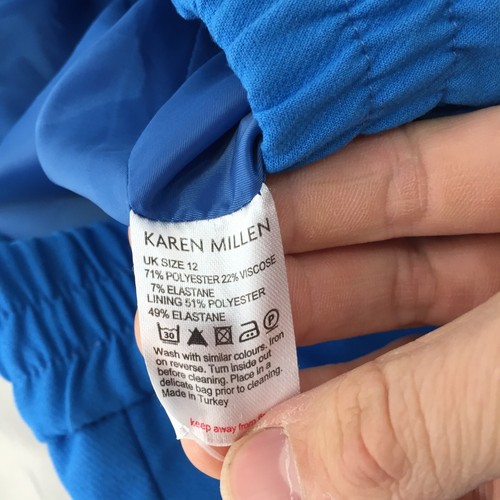 KAREN MILLEN
UK SIZE 12
71% POLYESTER 22% VISCOSE
7% ELASTANE
LINING 51% POLYESTER
49% ELASTANE
30 P
Wash with similar colours, Iron
on reverse. Turn inside out
before cleaning. Place in a
delicate bag prior to cleaning.
Made in Turkey
keep away from